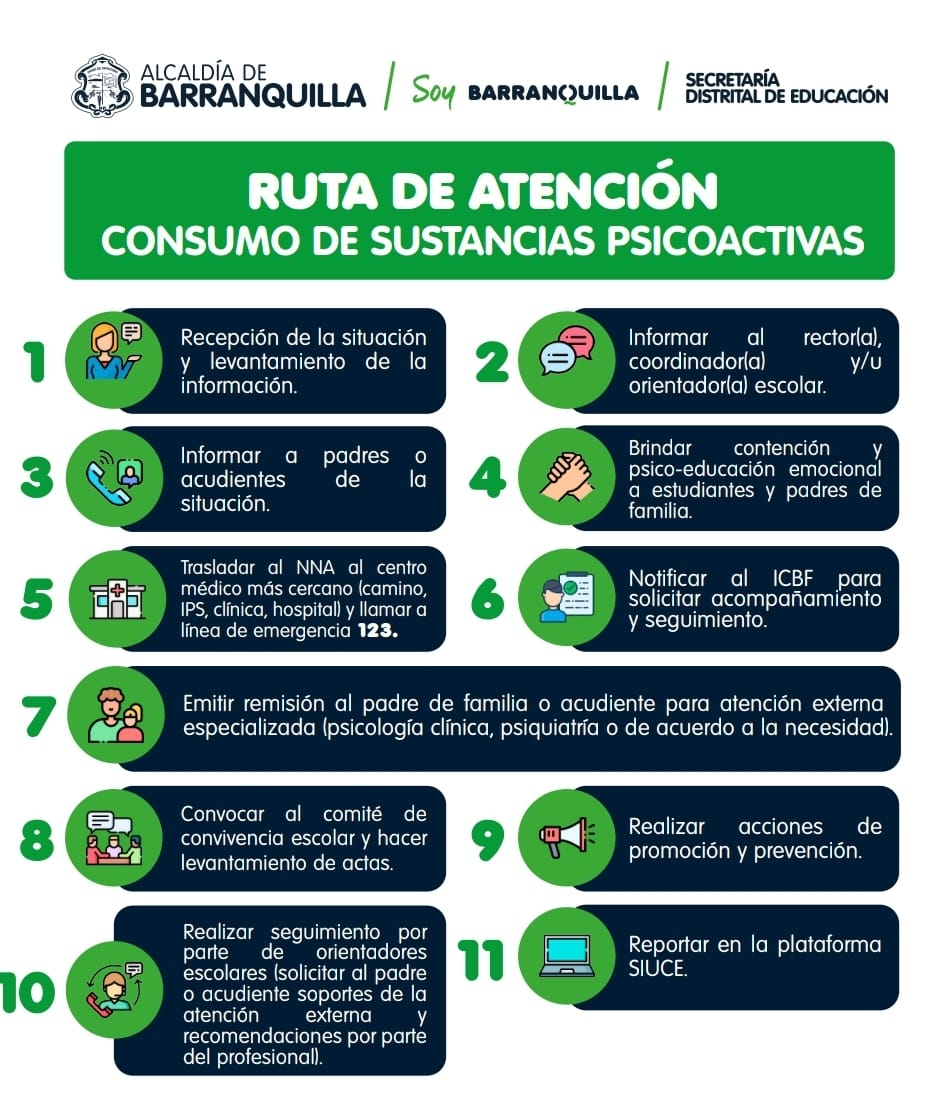 ALCALDÍA DE
BARRANQUILLA
Soy BARRANQUILLA
SECRETARÍA
DISTRITAL DE EDUCACIÓN
RUTA DE ATENCIÓN
CONSUMO DE SUSTANCIAS PSICOACTIVAS
1
Recepción de la situación
y levantamiento de la
información.
2
Informar al rector(a),
coordinador(a) y/u
orientador(a) escolar.
3
Informar a padres o
acudientes de la
situación.
4
Brindar contención y
psico-educación emocional
a estudiantes y padres de
familia.
5
Trasladar al NNA al centro
médico más cercano (camino,
IPS, clínica, hospital) y llamar a
línea de emergencia 123.
6
Notificar al ICBF para
solicitar acompañamiento
y seguimiento.
7
Emitir remisión al padre de familia o acudiente para atención externa
especializada (psicología clínica, psiquiatría o de acuerdo a la necesidad).
8
Convocar al comité de
convivencia escolar y hacer
levantamiento de actas.
9
Realizar acciones de
promoción y prevención.
10
Realizar seguimiento por
parte de orientadores
escolares (solicitar al padre
o acudiente soportes de la
atención externa y
recomendaciones por parte
del profesional).
11
Reportar en la plataforma
SIUCE.